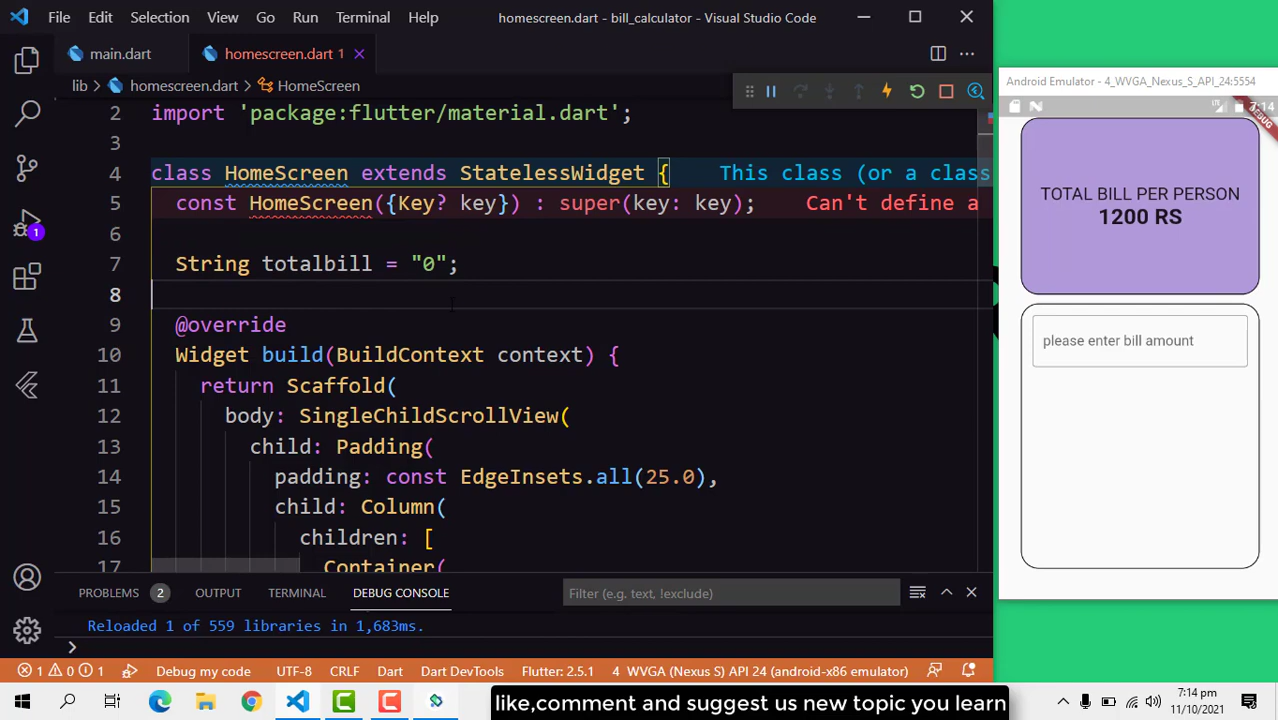 File Edit Selection View Go Run Terminal Help
homescreen.dart - bill_calculator - Visual Studio Code
main.dart
homescreen.dart 1
lib > homescreen.dart > HomeScreen
2 import 'package:flutter/material.dart';
3
4 class HomeScreen extends StatelessWidget { This class (or a class
5 const HomeScreen({Key? key}) : super(key: key); Can't define a
6
7 String totalbill = "0";
8
9 @override
10 Widget build(BuildContext context) {
11 return Scaffold(
12 body: SingleChildScrollView(
13 child: Padding(
14 padding: const EdgeInsets.all(25.0),
15 child: Column(
16 children: [
17 Container(
PROBLEMS 2 OUTPUT TERMINAL DEBUG CONSOLE
Filter (e.g. text, !exclude)
Reloaded 1 of 559 libraries in 1,683ms.
1 0 1 Debug my code UTF-8 CRLF Dart Dart DevTools Flutter: 2.5.1 4 WVGA (Nexus S) API 24 (android-x86 emulator)
1
Android Emulator - 4_WVGA_Nexus_S_API_24:5554
7:14
DEBUG
TOTAL BILL PER PERSON
1200 RS
please enter bill amount
like,comment and suggest us new topic you learn
7:14 pm
11/10/2021